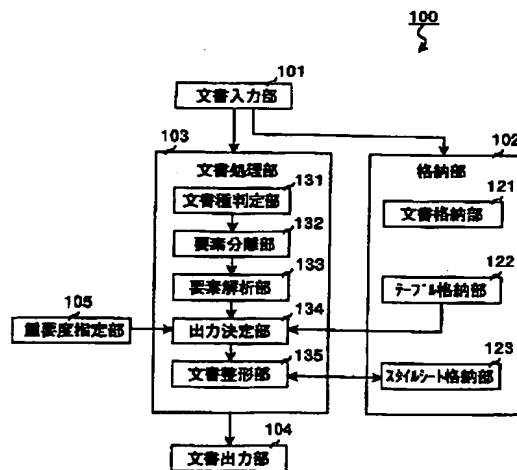 100
101
文書入力部
103
文書処理部
131
文書種判定部
132
要素分離部
133
要素解析部
134
出力決定部
135
文書整形部
102
格納部
121
文書格納部
122
テーブル格納部
123
スタイルシート格納部
105
重要度指定部
104
文書出力部